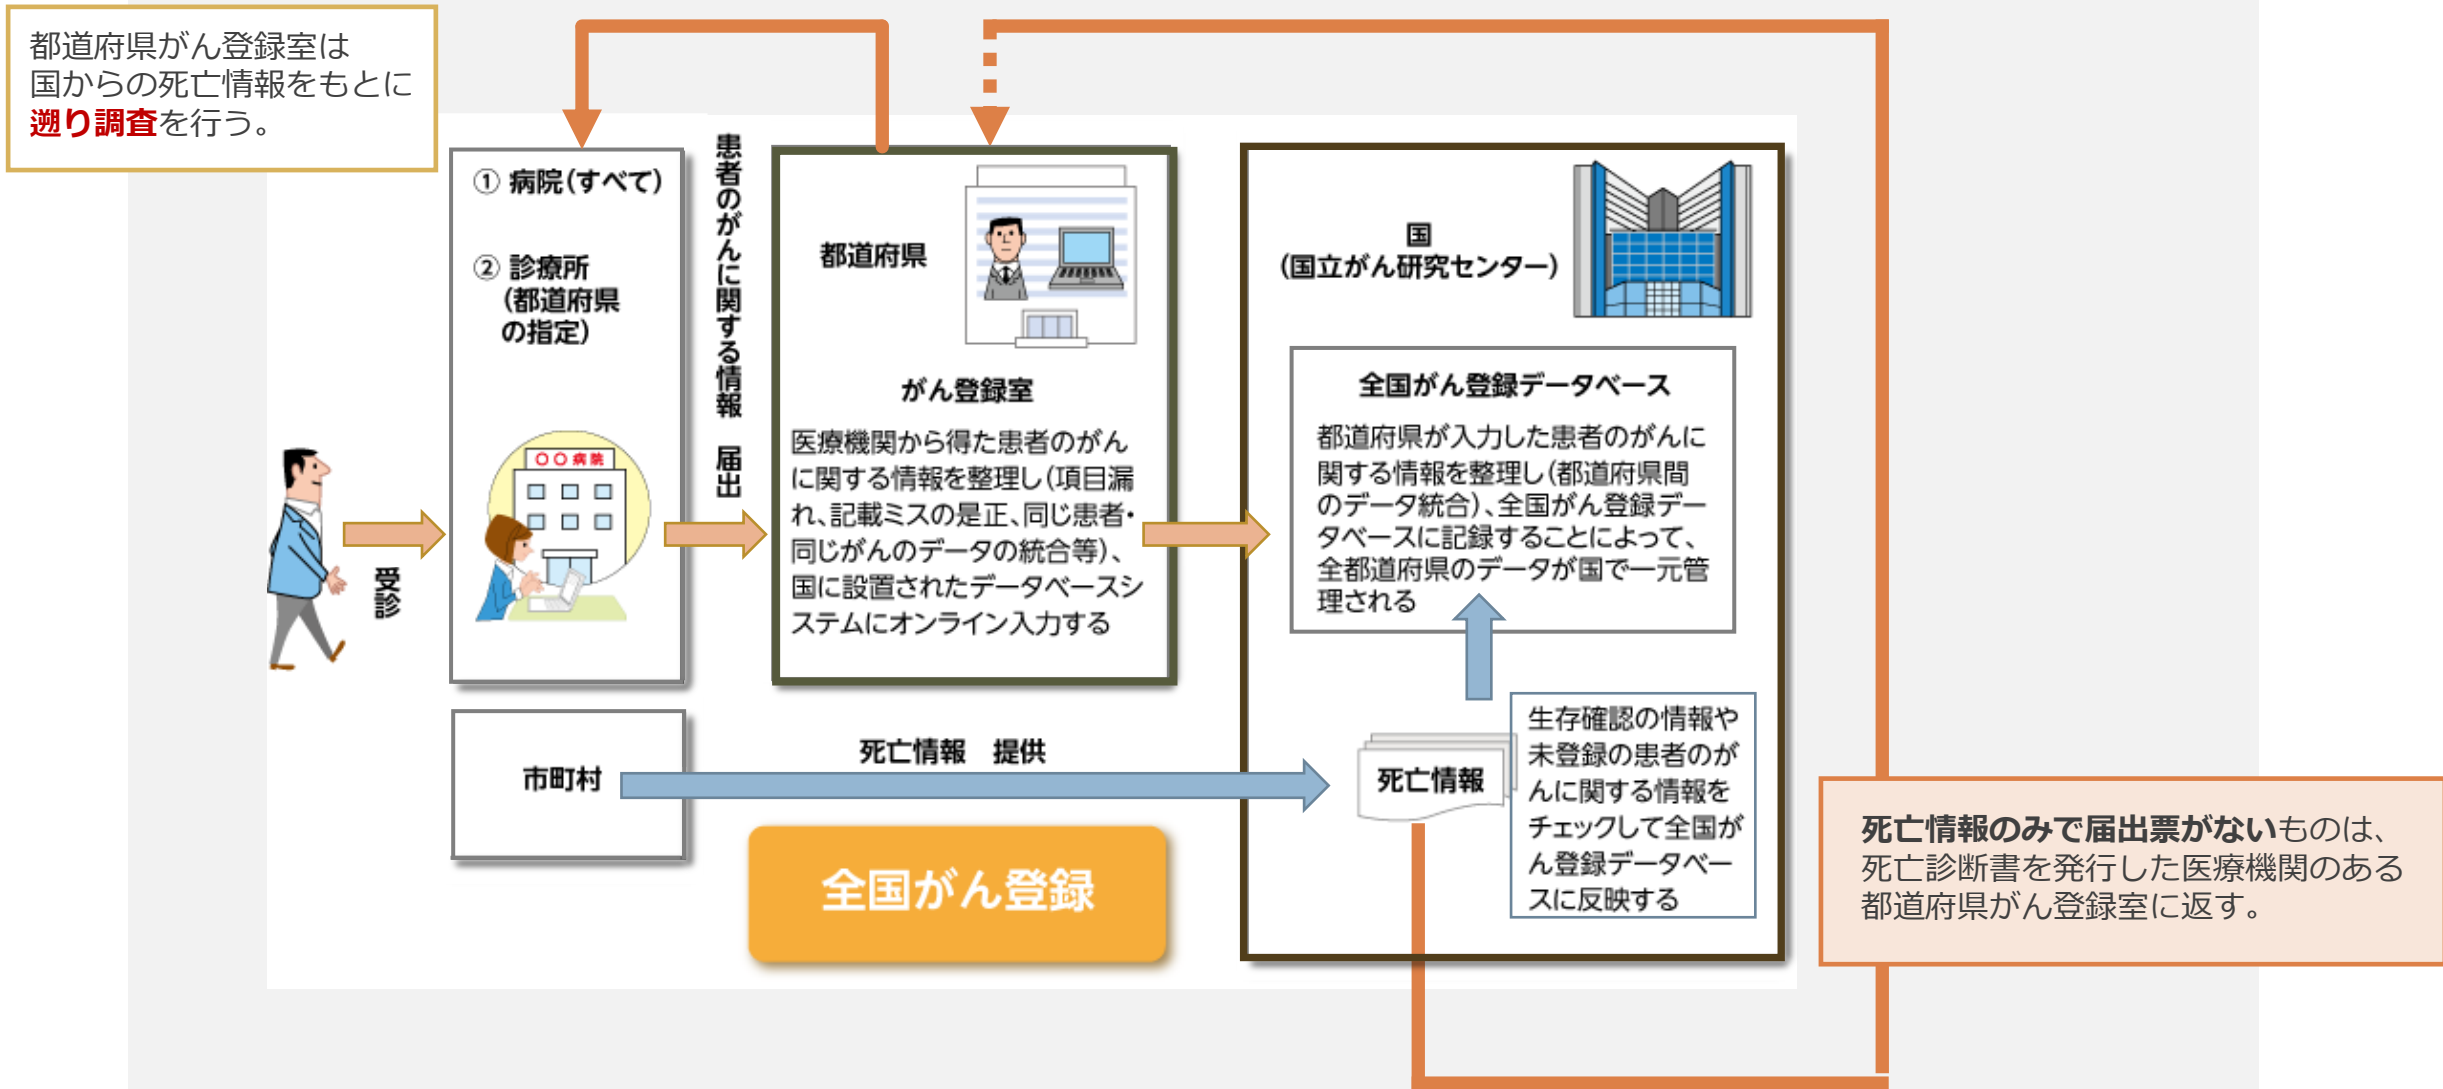 都道府県がん登録室は
国からの死亡情報をもとに
遡り調査を行う。
① 病院(すべて)
② 診療所
(都道府県
の指定)
〇〇病院
受診
患者のがんに関する情報 届出
都道府県
がん登録室
医療機関から得た患者のがん
に関する情報を整理し(項目漏
れ、記載ミスの是正、同じ患者・
同じがんのデータの統合等)、
国に設置されたデータベースシ
ステムにオンライン入力する
国
(国立がん研究センター)
全国がん登録データベース
都道府県が入力した患者のがんに
関する情報を整理し(都道府県間
のデータ統合)、全国がん登録デー
タベースに記録することによって、
全都道府県のデータが国で一元管
理される
市町村
死亡情報 提供
死亡情報
生存確認の情報や
未登録の患者のが
んに関する情報を
チェックして全国が
ん登録データベー
スに反映する
全国がん登録
死亡情報のみで届出票がないものは、
死亡診断書を発行した医療機関のある
都道府県がん登録室に返す。